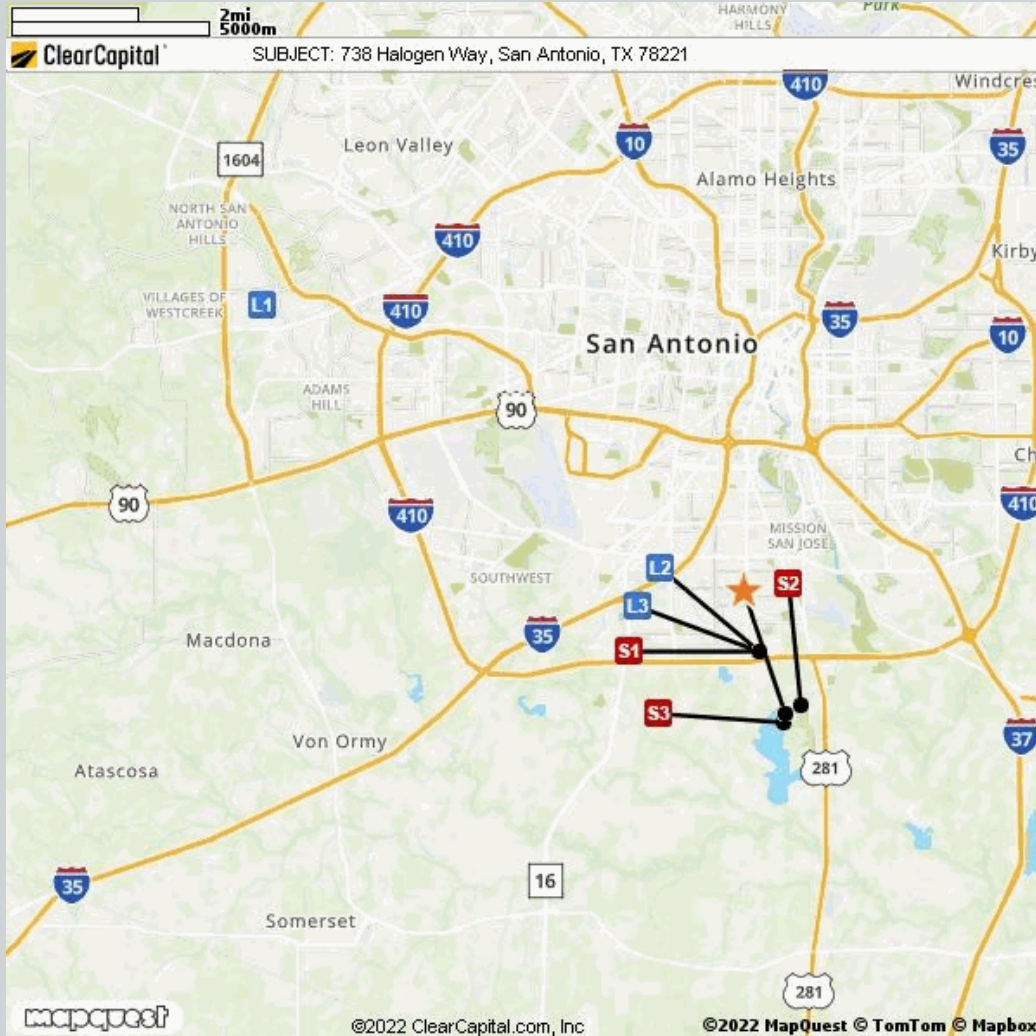 2mi
5000m
HARMONY
HILLS
Park
ClearCapital
SUBJECT: 738 Halogen Way, San Antonio, TX 78221
410
Windcres
10
35
1604
Leon Valley
Alamo Heights
NORTH SAN
ANTONIO
HILLS
410
Kirby
VILLAGES OF
WESTCREEK
L1
410
35
10
San Antonio
ADAMS
HILL
90
Ch
90
410
410
MISSION
SAN JOSE
L2
SOUTHWEST
S2
L3
35
Macdona
S1
S3
Von Ormy
37
281
Atascosa
35
16
Somerset
281
mapquest
©2022 ClearCapital.com, Inc
©2022 MapQuest © TomTom © Mapbox